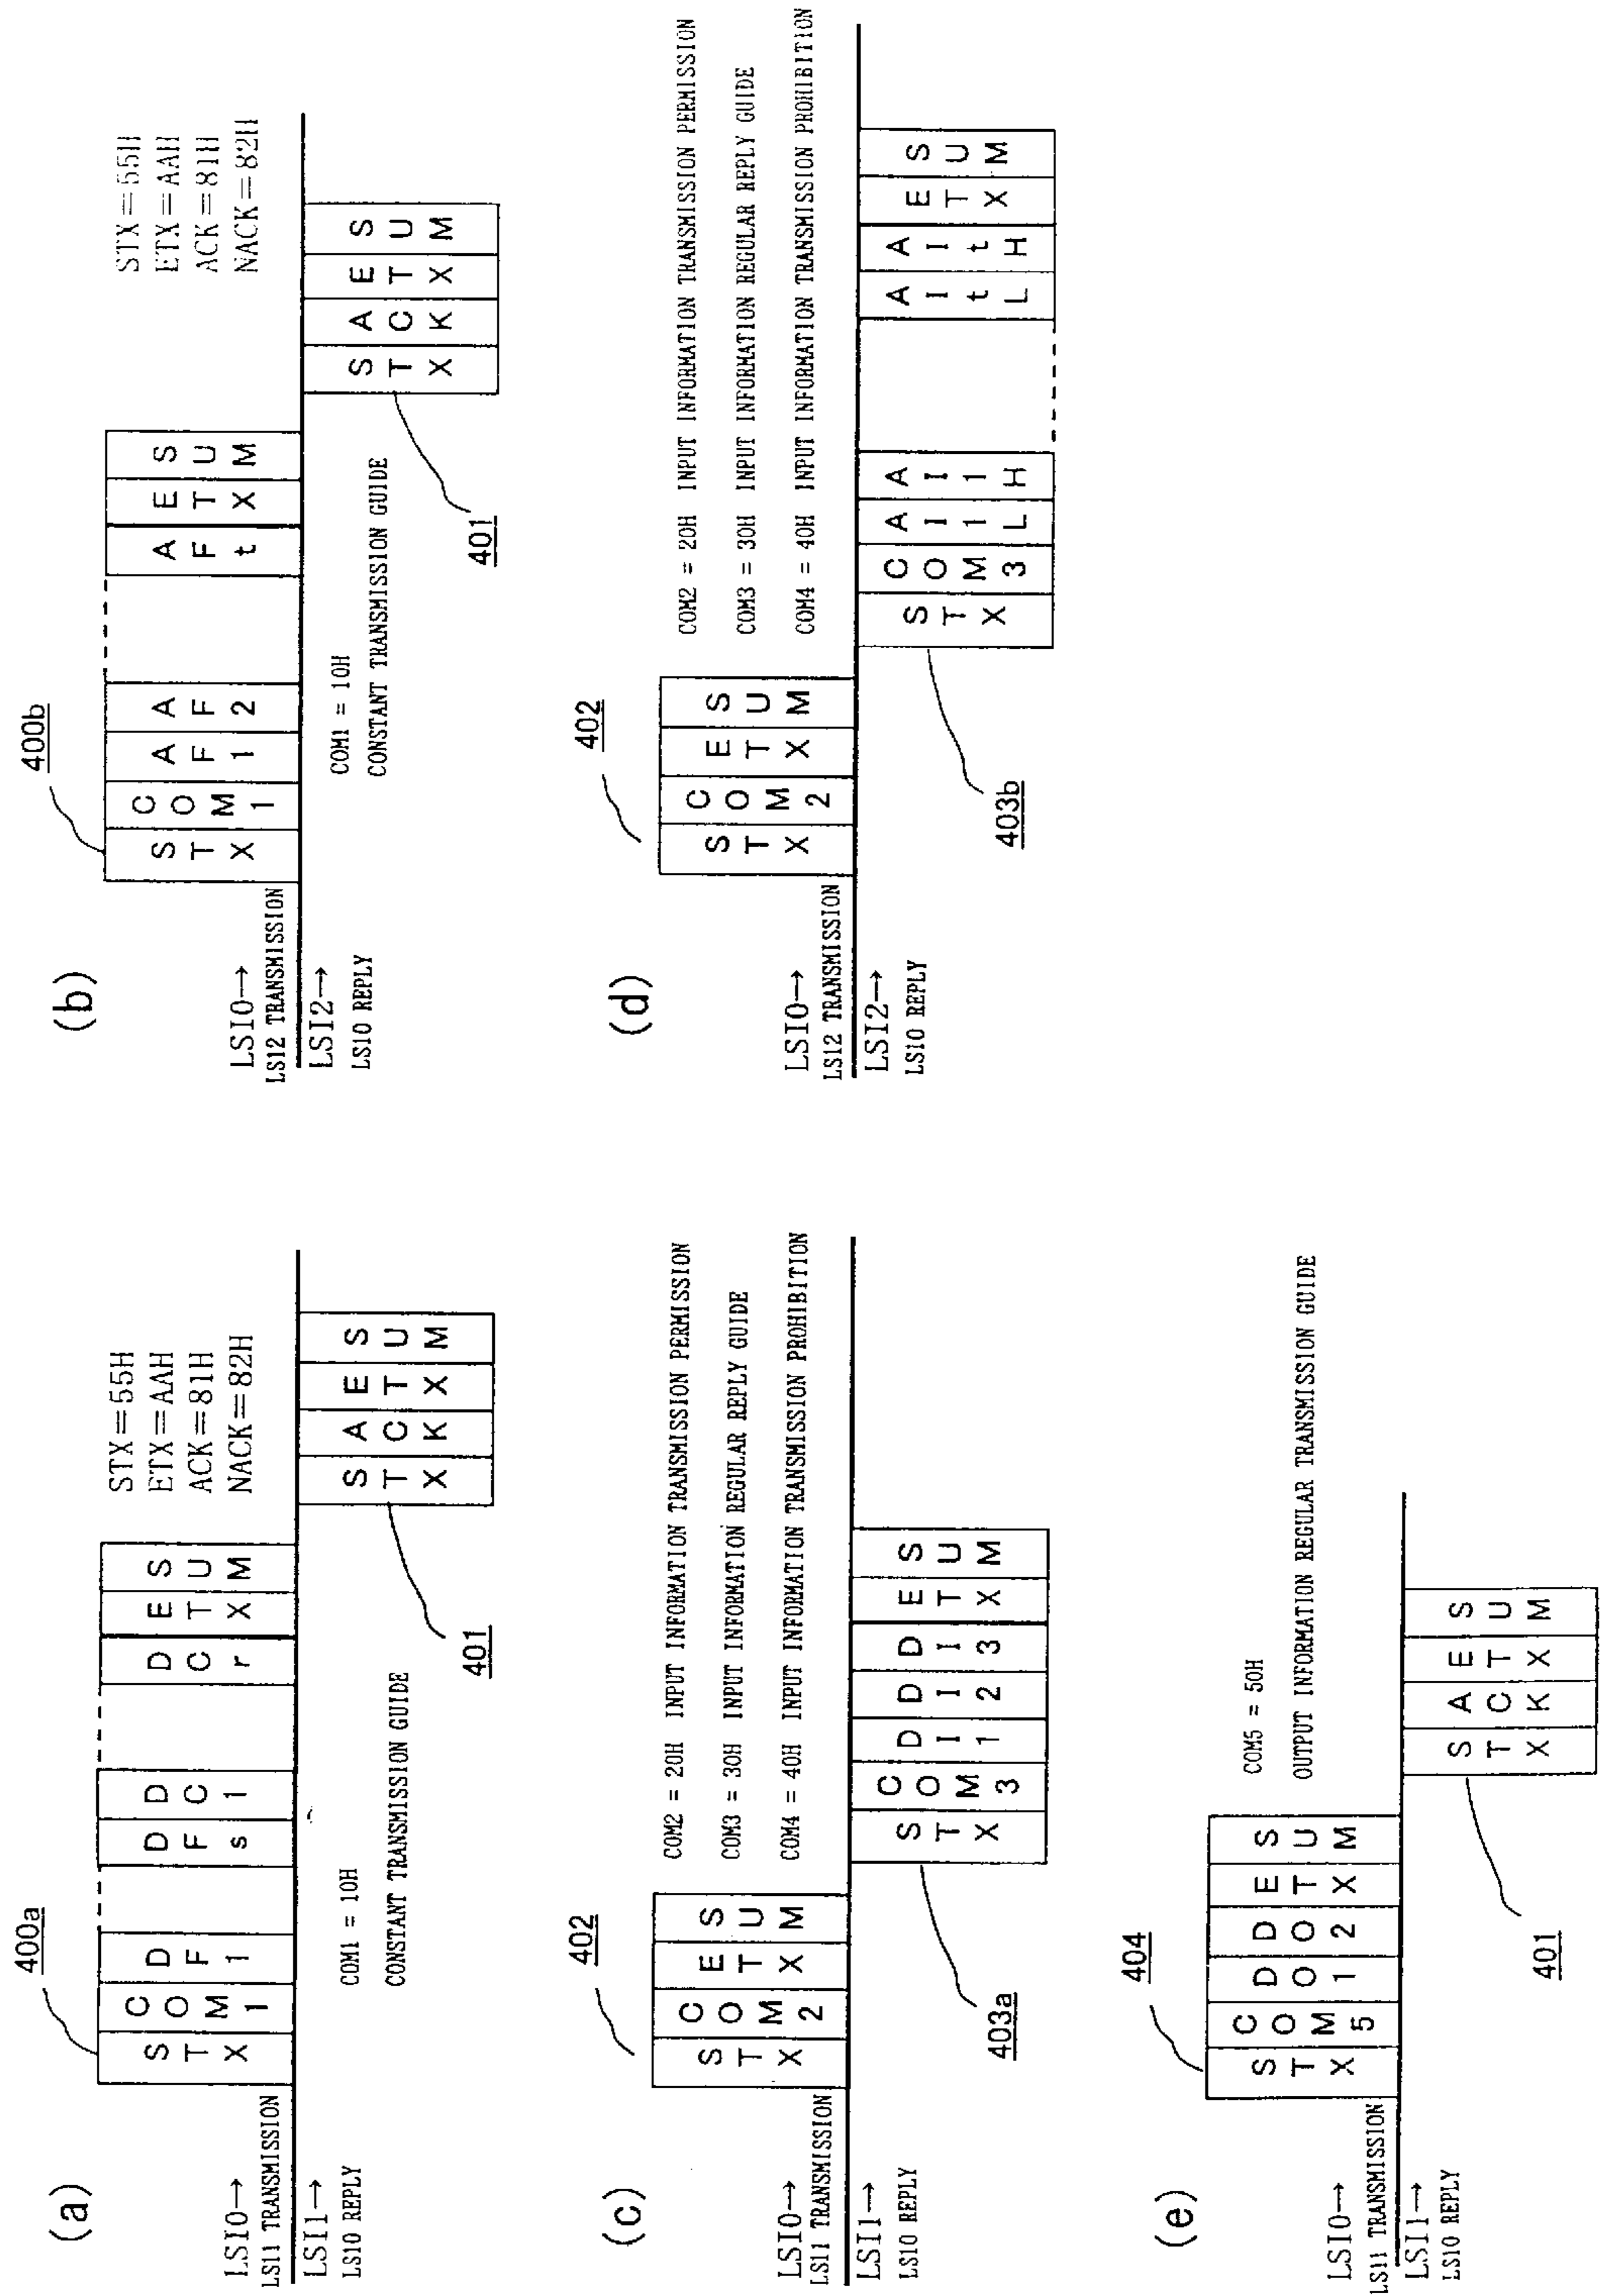 (a)
400a
STX COM1 DF1 DFs DC1 DCr ETX SUM
STX=55H
ETX=AAH
ACK=81H
NACK=82H
LSI0→
LSI1 TRANSMISSION
LSI1→
LSI0 REPLY
COM1 = 10H
CONSTANT TRANSMISSION GUIDE
401
STX ACK ETX SUM
(b)
400b
STX COM1 AF1 AF2 AFt ETX SUM
STX=55H
ETX=AAH
ACK=81H
NACK=82H
LSI0→
LSI2 TRANSMISSION
LSI2→
LSI0 REPLY
COM1 = 10H
CONSTANT TRANSMISSION GUIDE
401
STX ACK ETX SUM
(c)
402
STX COM2 ETX SUM
COM2 = 20H INPUT INFORMATION TRANSMISSION PERMISSION
COM3 = 30H INPUT INFORMATION REGULAR REPLY GUIDE
COM4 = 40H INPUT INFORMATION TRANSMISSION PROHIBITION
LSI0→
LSI1 TRANSMISSION
LSI1→
LSI0 REPLY
403a
STX COM3 DI1 DI2 DI3 ETX SUM
(d)
402
STX COM2 ETX SUM
COM2 = 20H INPUT INFORMATION TRANSMISSION PERMISSION
COM3 = 30H INPUT INFORMATION REGULAR REPLY GUIDE
COM4 = 40H INPUT INFORMATION TRANSMISSION PROHIBITION
LSI0→
LSI2 TRANSMISSION
LSI2→
LSI0 REPLY
403b
STX COM3 AI1L AI1H AItL AItH ETX SUM
(e)
404
STX COM5 DO1 DO2 ETX SUM
COM5 = 50H
OUTPUT INFORMATION REGULAR TRANSMISSION GUIDE
LSI0→
LSI1 TRANSMISSION
LSI1→
LSI0 REPLY
401
STX ACK ETX SUM